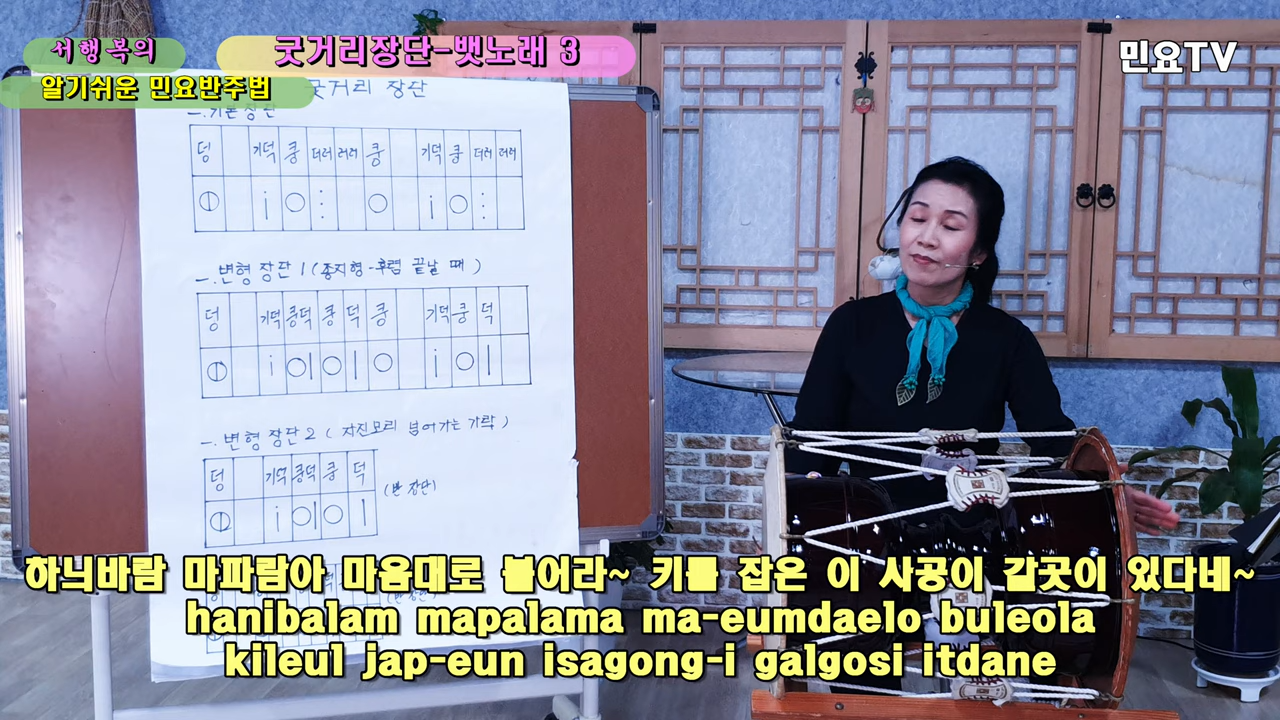 서행복의
굿거리장단-뱃노래 3
민요TV
알기쉬운 민요반주법
굿거리 장단
一. 기본장단
덩 기덕 쿵 더러 러러 쿵 기덕 쿵 더러 러러
一. 변형 장단 1 (종지형-후렴 끝날 때)
덩 기덕 쿵덕 쿵 덕 쿵 기덕 쿵 덕
一. 변형 장단 2 (자진모리 넘어가는 가락)
덩 기덕 쿵덕 쿵 덕
(반 장단)
하늬바람 마파람아 마음대로 불어라~ 키를 잡은 이 사공이 갈곳이 있다네~
hanibalam mapalama ma-eumdaelo buleola
kileul jap-eun isagong-i galgosi itdane